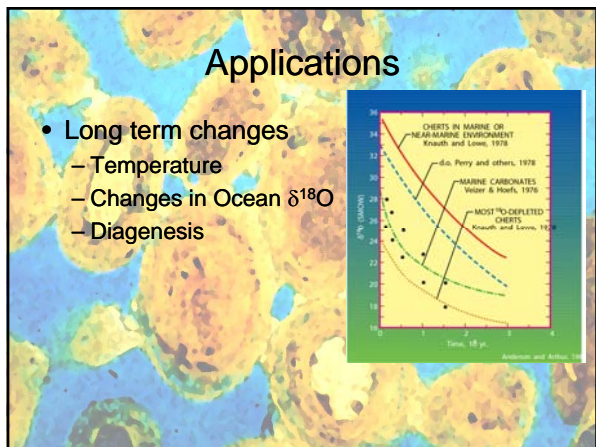 Applications
• Long term changes
– Temperature
– Changes in Ocean δ¹⁸O
– Diagenesis
36
34
32
30
28
26
24
22
20
18
16
δ¹⁸O (SMOW)
CHERTS IN MARINE OR
NEAR-MARINE ENVIRONMENT
Knauth and Lowe, 1978
d.o. Perry and others, 1978
MARINE CARBONATES
Veizer & Hoefs, 1976
MOST ¹⁸O-DEPLETED
CHERTS
Knauth and Lowe,
0 1 2 3 4
Time, yr.
Anderson and Arthur,